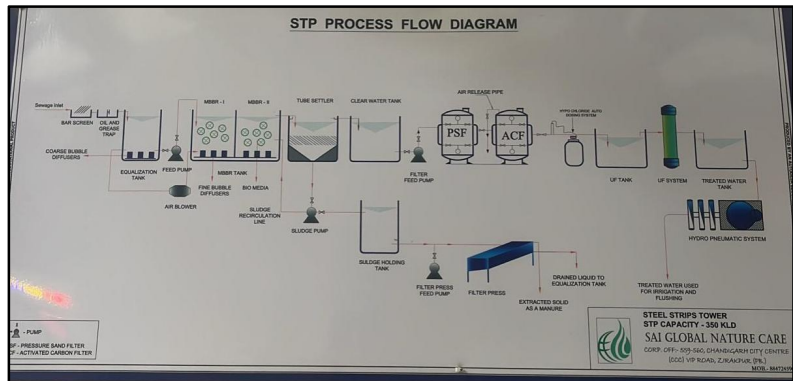 STP PROCESS FLOW DIAGRAM
Sewage inlet
BAR SCREEN
OIL AND
GREASE
TRAP
COARSE BUBBLE
DIFFUSERS
EQUALIZATION
TANK
MBBR - I
MBBR - II
FEED PUMP
AIR BLOWER
MBBR TANK
FINE BUBBLE
DIFFUSERS
BIO MEDIA
SLUDGE
RECIRCULATION
LINE
TUBE SETTLER
SLUDGE PUMP
CLEAR WATER TANK
FILTER
FEED PUMP
AIR RELEASE PIPE
PSF
ACF
HYPO CHLORIDE AUTO
DOSING SYSTEM
UF TANK
UF SYSTEM
TREATED WATER
TANK
HYDRO PNEUMATIC SYSTEM
TREATED WATER USED
FOR IRRIGATION AND
FLUSHING
SULDGE HOLDING
TANK
FILTER PRESS
FEED PUMP
FILTER PRESS
DRAINED LIQUID TO
EQUALIZATION TANK
EXTRACTED SOLID
AS A MANURE
- PUMP
SF - PRESSURE SAND FILTER
CF - ACTIVATED CARBON FILTER
STEEL STRIPS TOWER
STP CAPACITY - 350 KLD
SAI GLOBAL NATURE CARE
CORP. OFF:- 559-560, CHANDIGARH CITY CENTRE
(CCC) VIP ROAD, ZIRAKPUR (PB.)
MOB.-